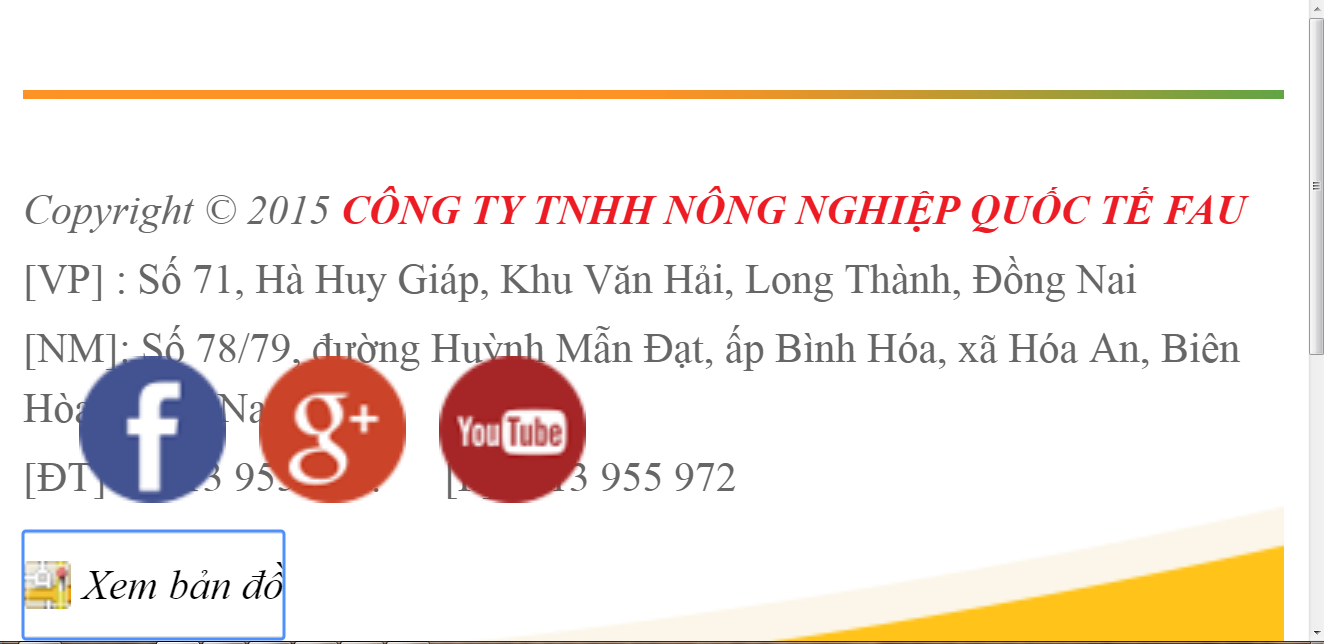 Copyright © 2015 CÔNG TY TNHH NÔNG NGHIỆP QUỐC TẾ FAU
[VP] : Số 71, Hà Huy Giáp, Khu Văn Hải, Long Thành, Đồng Nai
[NM]: Số 78/79, đường Huỳnh Mẫn Đạt, ấp Bình Hóa, xã Hóa An, Biên
f g+ YouTube
[ĐT] 955 972
Xem bản đồ